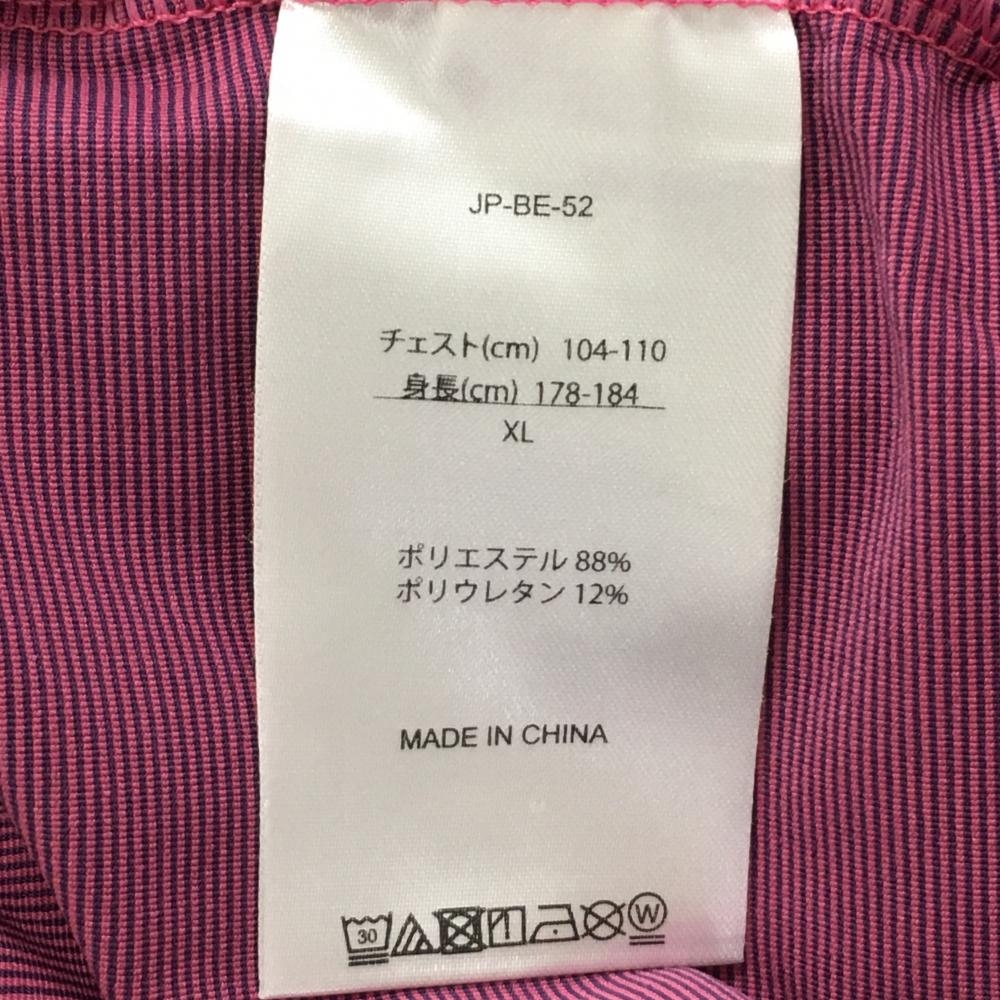 JP-BE-52
チェスト(cm) 104-110
身長(cm) 178-184
XL
ポリエステル 88%
ポリウレタン 12%
MADE IN CHINA
30 W